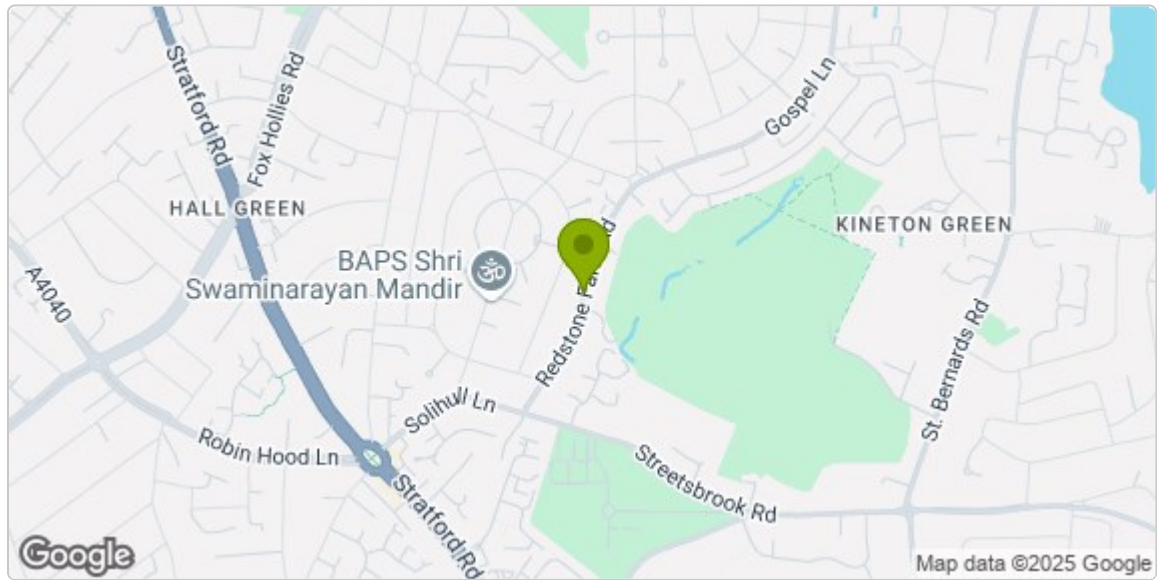 Stratford Rd
Fox Hollies Rd
HALL GREEN
A4040
Gospel Ln
KINETON GREEN
BAPS Shri
Swaminarayan Mandir
Redstone Fa
d
Solihull Ln
Robin Hood Ln
Stratford Rd
Streetsbrook Rd
St. Bernards Rd
Google
Map data ©2025 Google